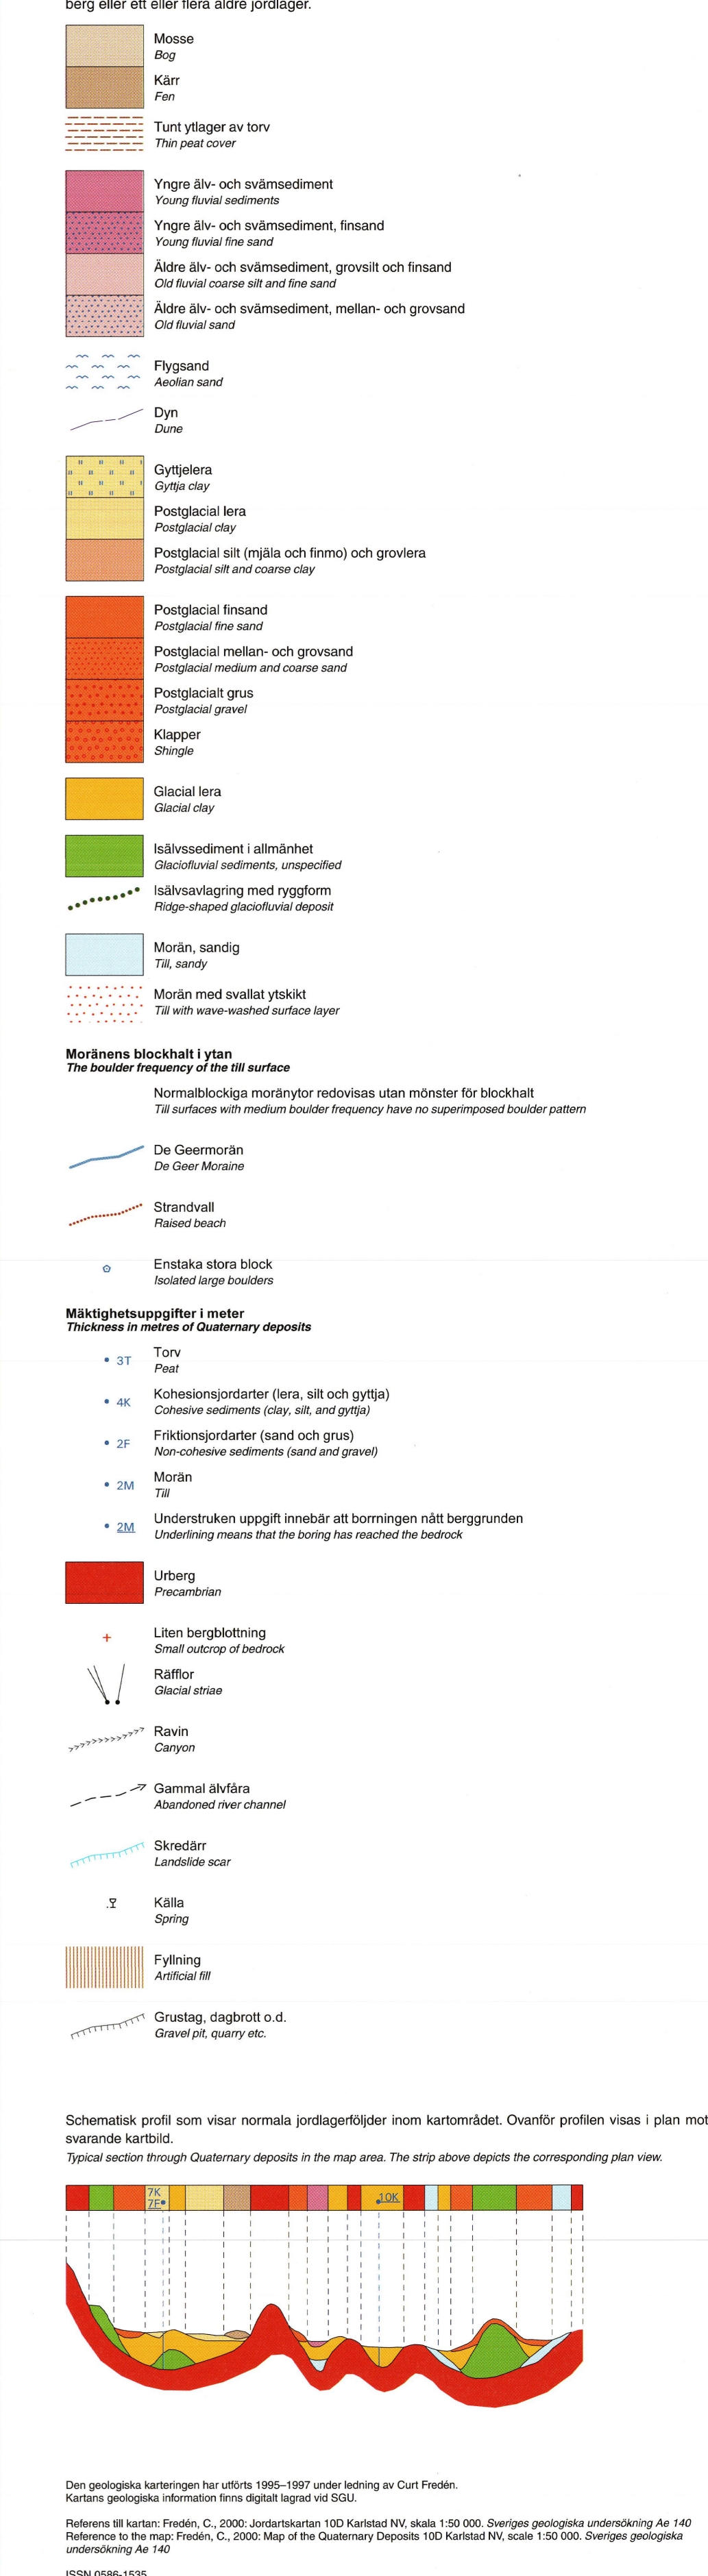 berg eller ett eller flera äldre jordlager.
Mosse
Bog
Kärr
Fen
Tunt ytlager av torv
Thin peat cover
Yngre älv- och svämsediment
Young fluvial sediments
Yngre älv- och svämsediment, finsand
Young fluvial fine sand
Äldre älv- och svämsediment, grovsilt och finsand
Old fluvial coarse silt and fine sand
Äldre älv- och svämsediment, mellan- och grovsand
Old fluvial sand
Flygsand
Aeolian sand
Dyn
Dune
Gyttjelera
Gyttja clay
Postglacial lera
Postglacial clay
Postglacial silt (mjäla och finmo) och grovlera
Postglacial silt and coarse clay
Postglacial finsand
Postglacial fine sand
Postglacial mellan- och grovsand
Postglacial medium and coarse sand
Postglacialt grus
Postglacial gravel
Klapper
Shingle
Glacial lera
Glacial clay
Isälvssediment i allmänhet
Glaciofluvial sediments, unspecified
Isälvsavlagring med ryggform
Ridge-shaped glaciofluvial deposit
Morän, sandig
Till, sandy
Morän med svallat ytskikt
Till with wave-washed surface layer
Moränens blockhalt i ytan
The boulder frequency of the till surface
Normalblockiga moränytor redovisas utan mönster för blockhalt
Till surfaces with medium boulder frequency have no superimposed boulder pattern
De Geermorän
De Geer Moraine
Strandvall
Raised beach
Enstaka stora block
Isolated large boulders
Mäktighetsuppgifter i meter
Thickness in metres of Quaternary deposits
3T Torv
Peat
4K Kohesionsjordarter (lera, silt och gyttja)
Cohesive sediments (clay, silt, and gyttja)
2F Friktionsjordarter (sand och grus)
Non-cohesive sediments (sand and gravel)
2M Morän
Till
2M Understruken uppgift innebär att borrningen nått berggrunden
Underlining means that the boring has reached the bedrock
Urberg
Precambrian
Liten bergblottning
Small outcrop of bedrock
Räfflor
Glacial striae
Ravin
Canyon
Gammal älvfåra
Abandoned river channel
Skredärr
Landslide scar
Källa
Spring
Fyllning
Artificial fill
Grustag, dagbrott o.d.
Gravel pit, quarry etc.
Schematisk profil som visar normala jordlagerföljder inom kartområdet. Ovanför profilen visas i plan mot
svarande kartbild.
Typical section through Quaternary deposits in the map area. The strip above depicts the corresponding plan view.
7K
7F 10K
Den geologiska karteringen har utförts 1995–1997 under ledning av Curt Fredén.
Kartans geologiska information finns digitalt lagrad vid SGU.
Referens till kartan: Fredén, C., 2000: Jordartskartan 10D Karlstad NV, skala 1:50 000. Sveriges geologiska undersökning Ae 140
Reference to the map: Fredén, C., 2000: Map of the Quaternary Deposits 10D Karlstad NV, scale 1:50 000. Sveriges geologiska
undersökning Ae 140
ISSN 0586-1535